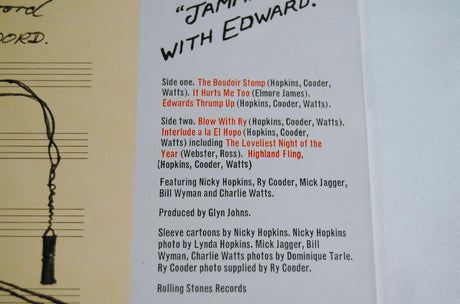 "JAMM
WITH EDWARD."
ord
OORD.
Side one. The Boudoir Stomp (Hopkins, Cooder,
Watts). It Hurts Me Too (Elmore James).
Edwards Thrump Up (Hopkins, Cooder, Watts).
Side two. Blow With Ry (Hopkins, Cooder, Watts).
Interlude a la El Hopo (Hopkins, Cooder,
Watts) including The Loveliest Night of the
Year (Webster, Ross). Highland Fling,
(Hopkins, Cooder, Watts)
Featuring Nicky Hopkins, Ry Cooder, Mick Jagger,
Bill Wyman and Charlie Watts.
Produced by Glyn Johns.
Sleeve cartoons by Nicky Hopkins. Nicky Hopkins
photo by Lynda Hopkins. Mick Jagger, Bill
Wyman, Charlie Watts photos by Dominique Tarle.
Ry Cooder photo supplied by Ry Cooder.
Rolling Stones Records